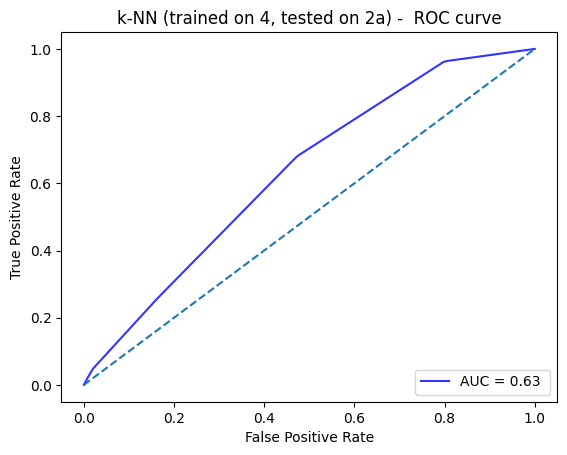 k-NN (trained on 4, tested on 2a) -  ROC curve
True Positive Rate
1.0
0.8
0.6
0.4
0.2
0.0
AUC = 0.63
0.0 0.2 0.4 0.6 0.8 1.0
False Positive Rate